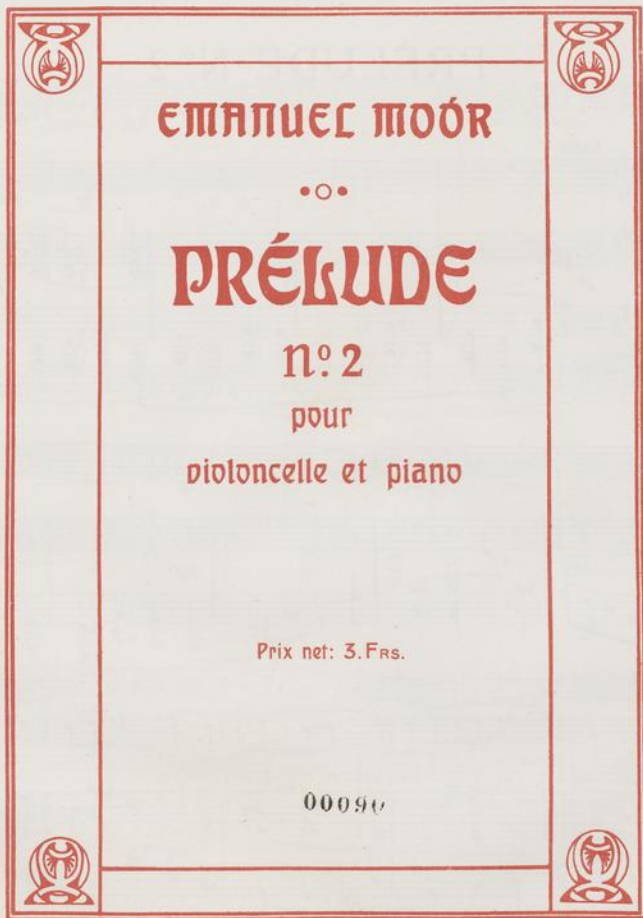 EMANUEL MOÓR
PRÉLUDE
Nº 2
pour
violoncelle et piano
Prix net: 3. FRS.